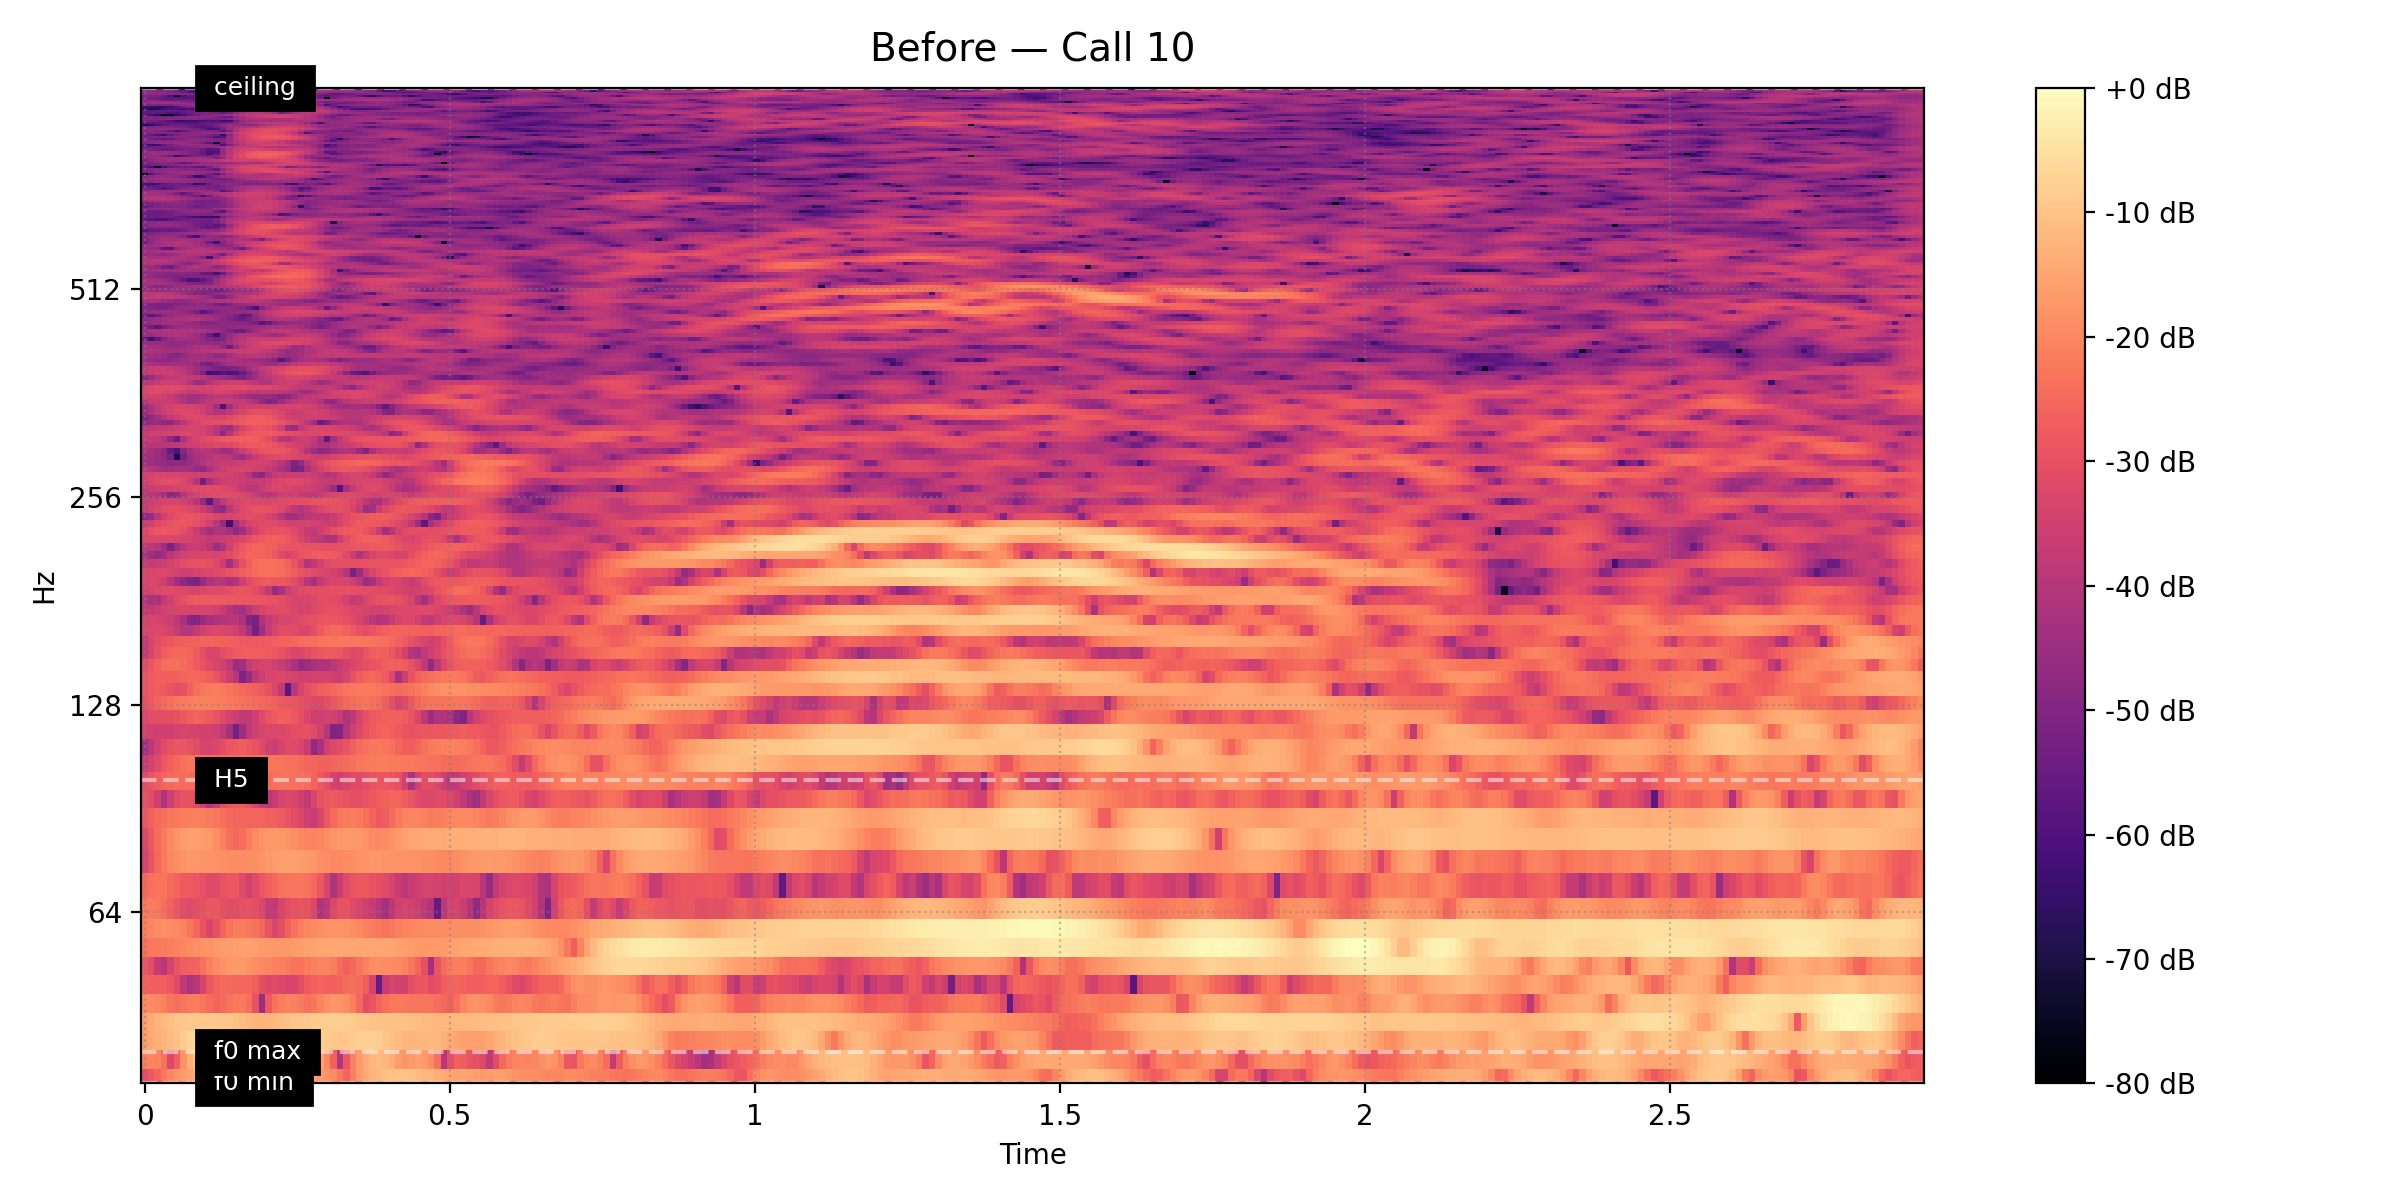 Before — Call 10
ceiling
+0 dB
-10 dB
512
-20 dB
-30 dB
256
-40 dB
Hz
-50 dB
128
H5
-60 dB
64
-70 dB
f0 max
f0 min
-80 dB
0 0.5 1 1.5 2 2.5
Time